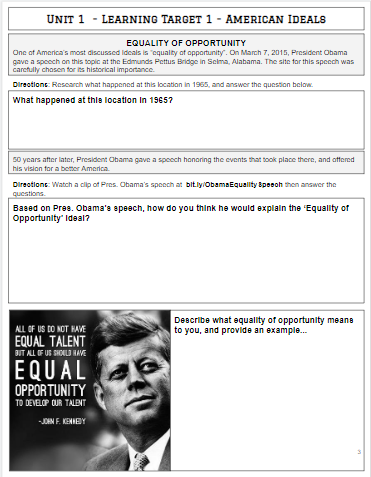 Unit 1 - Learning Target 1 - American Ideals
EQUALITY OF OPPORTUNITY
One of America's most discussed Ideals is "equality of opportunity". On March 7, 2015, President Obama
gave a speech on this topic at the Edmunds Pettus Bridge in Selma, Alabama. The site for this speech was
carefully chosen for its historical importance.
Directions: Research what happened at this location in 1965, and answer the question below.
What happened at this location in 1965?
50 years after later, President Obama gave a speech honoring the events that took place there, and offered
his vision for a better America.
Directions: Watch a clip of Pres. Obama's speech at bit.ly/ObamaEqualitySpeech then answer the
questions.
Based on Pres. Obama's speech, how do you think he would explain the 'Equality of
Opportunity' Ideal?
ALL OF US DO NOT HAVE
EQUAL TALENT
BUT ALL OF US SHOULD HAVE
EQUAL
OPPORTUNITY
TO DEVELOP OUR TALENT
-JOHN F. KENNEDY
Describe what equality of opportunity means
to you, and provide an example...
3